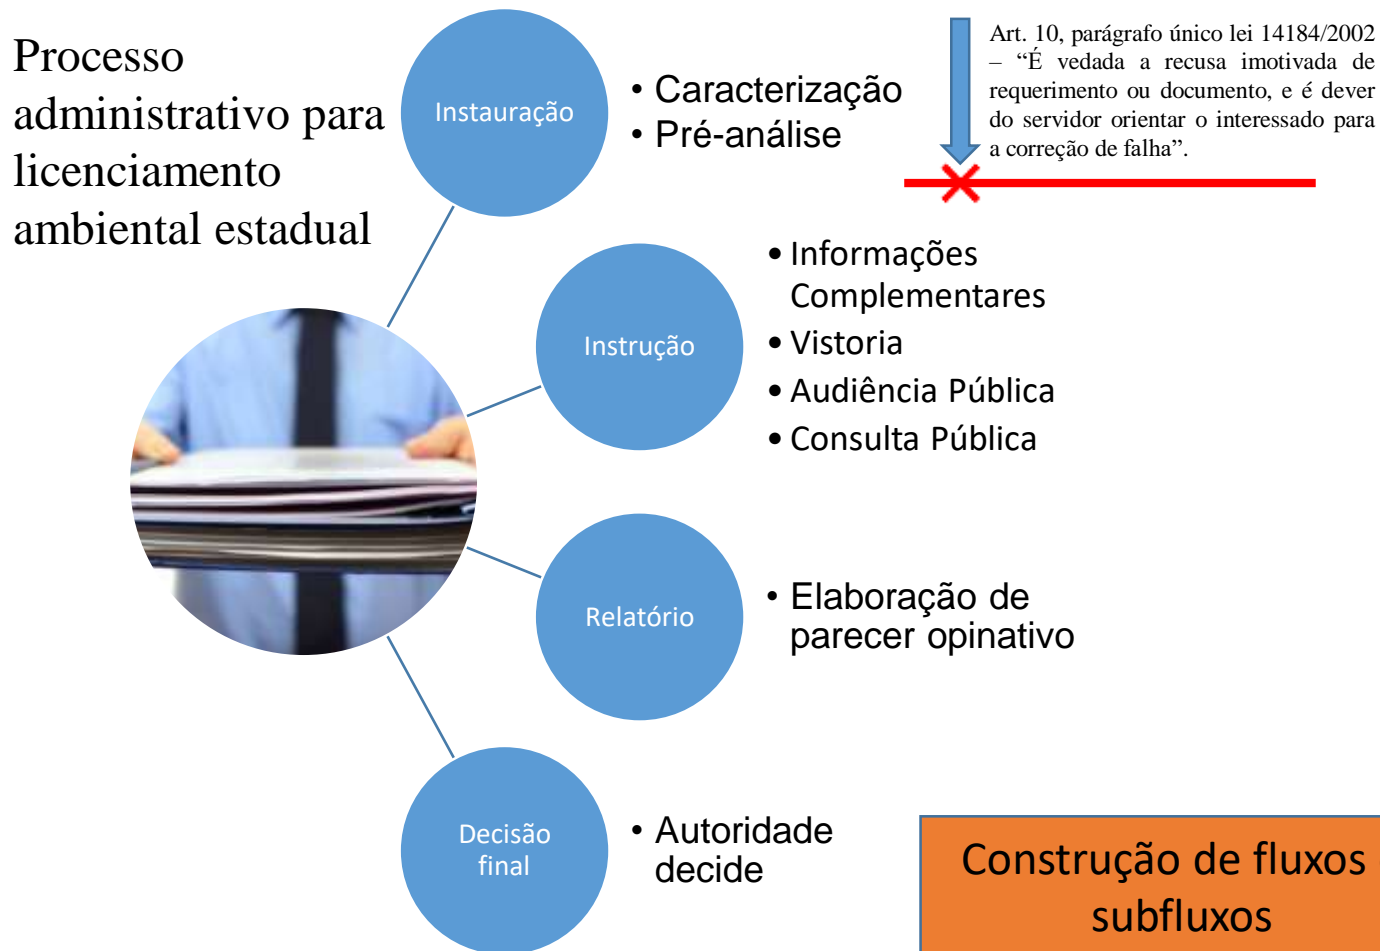 Processo
administrativo para
licenciamento
ambiental estadual
Instauração
• Caracterização
• Pré-análise
Art. 10, parágrafo único lei 14184/2002
– “É vedada a recusa imotivada de
requerimento ou documento, e é dever
do servidor orientar o interessado para
a correção de falha”.
Instrução
• Informações
Complementares
• Vistoria
• Audiência Pública
• Consulta Pública
Relatório
• Elaboração de
parecer opinativo
Decisão
final
• Autoridade
decide
Construção de fluxos
subfluxos